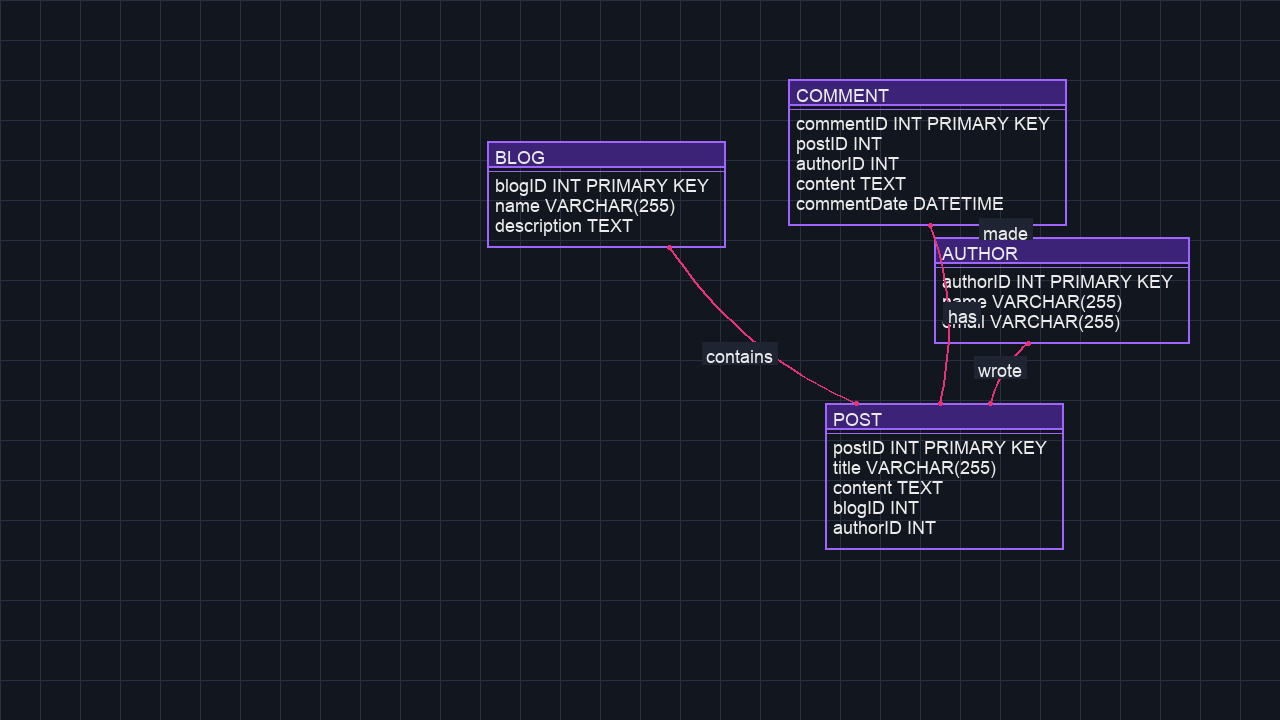 COMMENT
commentID INT PRIMARY KEY
postID INT
authorID INT
content TEXT
commentDate DATETIME
BLOG
blogID INT PRIMARY KEY
name VARCHAR(255)
description TEXT
made
AUTHOR
authorID INT PRIMARY KEY
name VARCHAR(255)
email VARCHAR(255)
has
contains
wrote
POST
postID INT PRIMARY KEY
title VARCHAR(255)
content TEXT
blogID INT
authorID INT